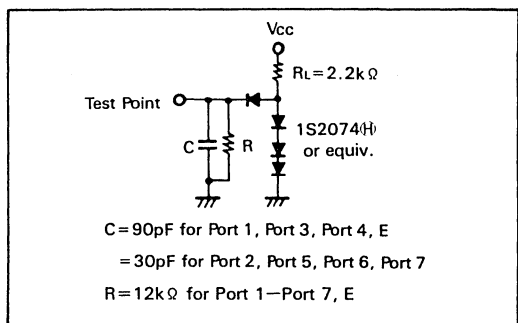 Vcc
RL=2.2kΩ
Test Point
1S2074(H)
or equiv.
C
R
C=90pF for Port 1, Port 3, Port 4, E
=30pF for Port 2, Port 5, Port 6, Port 7
R=12kΩ for Port 1—Port 7, E